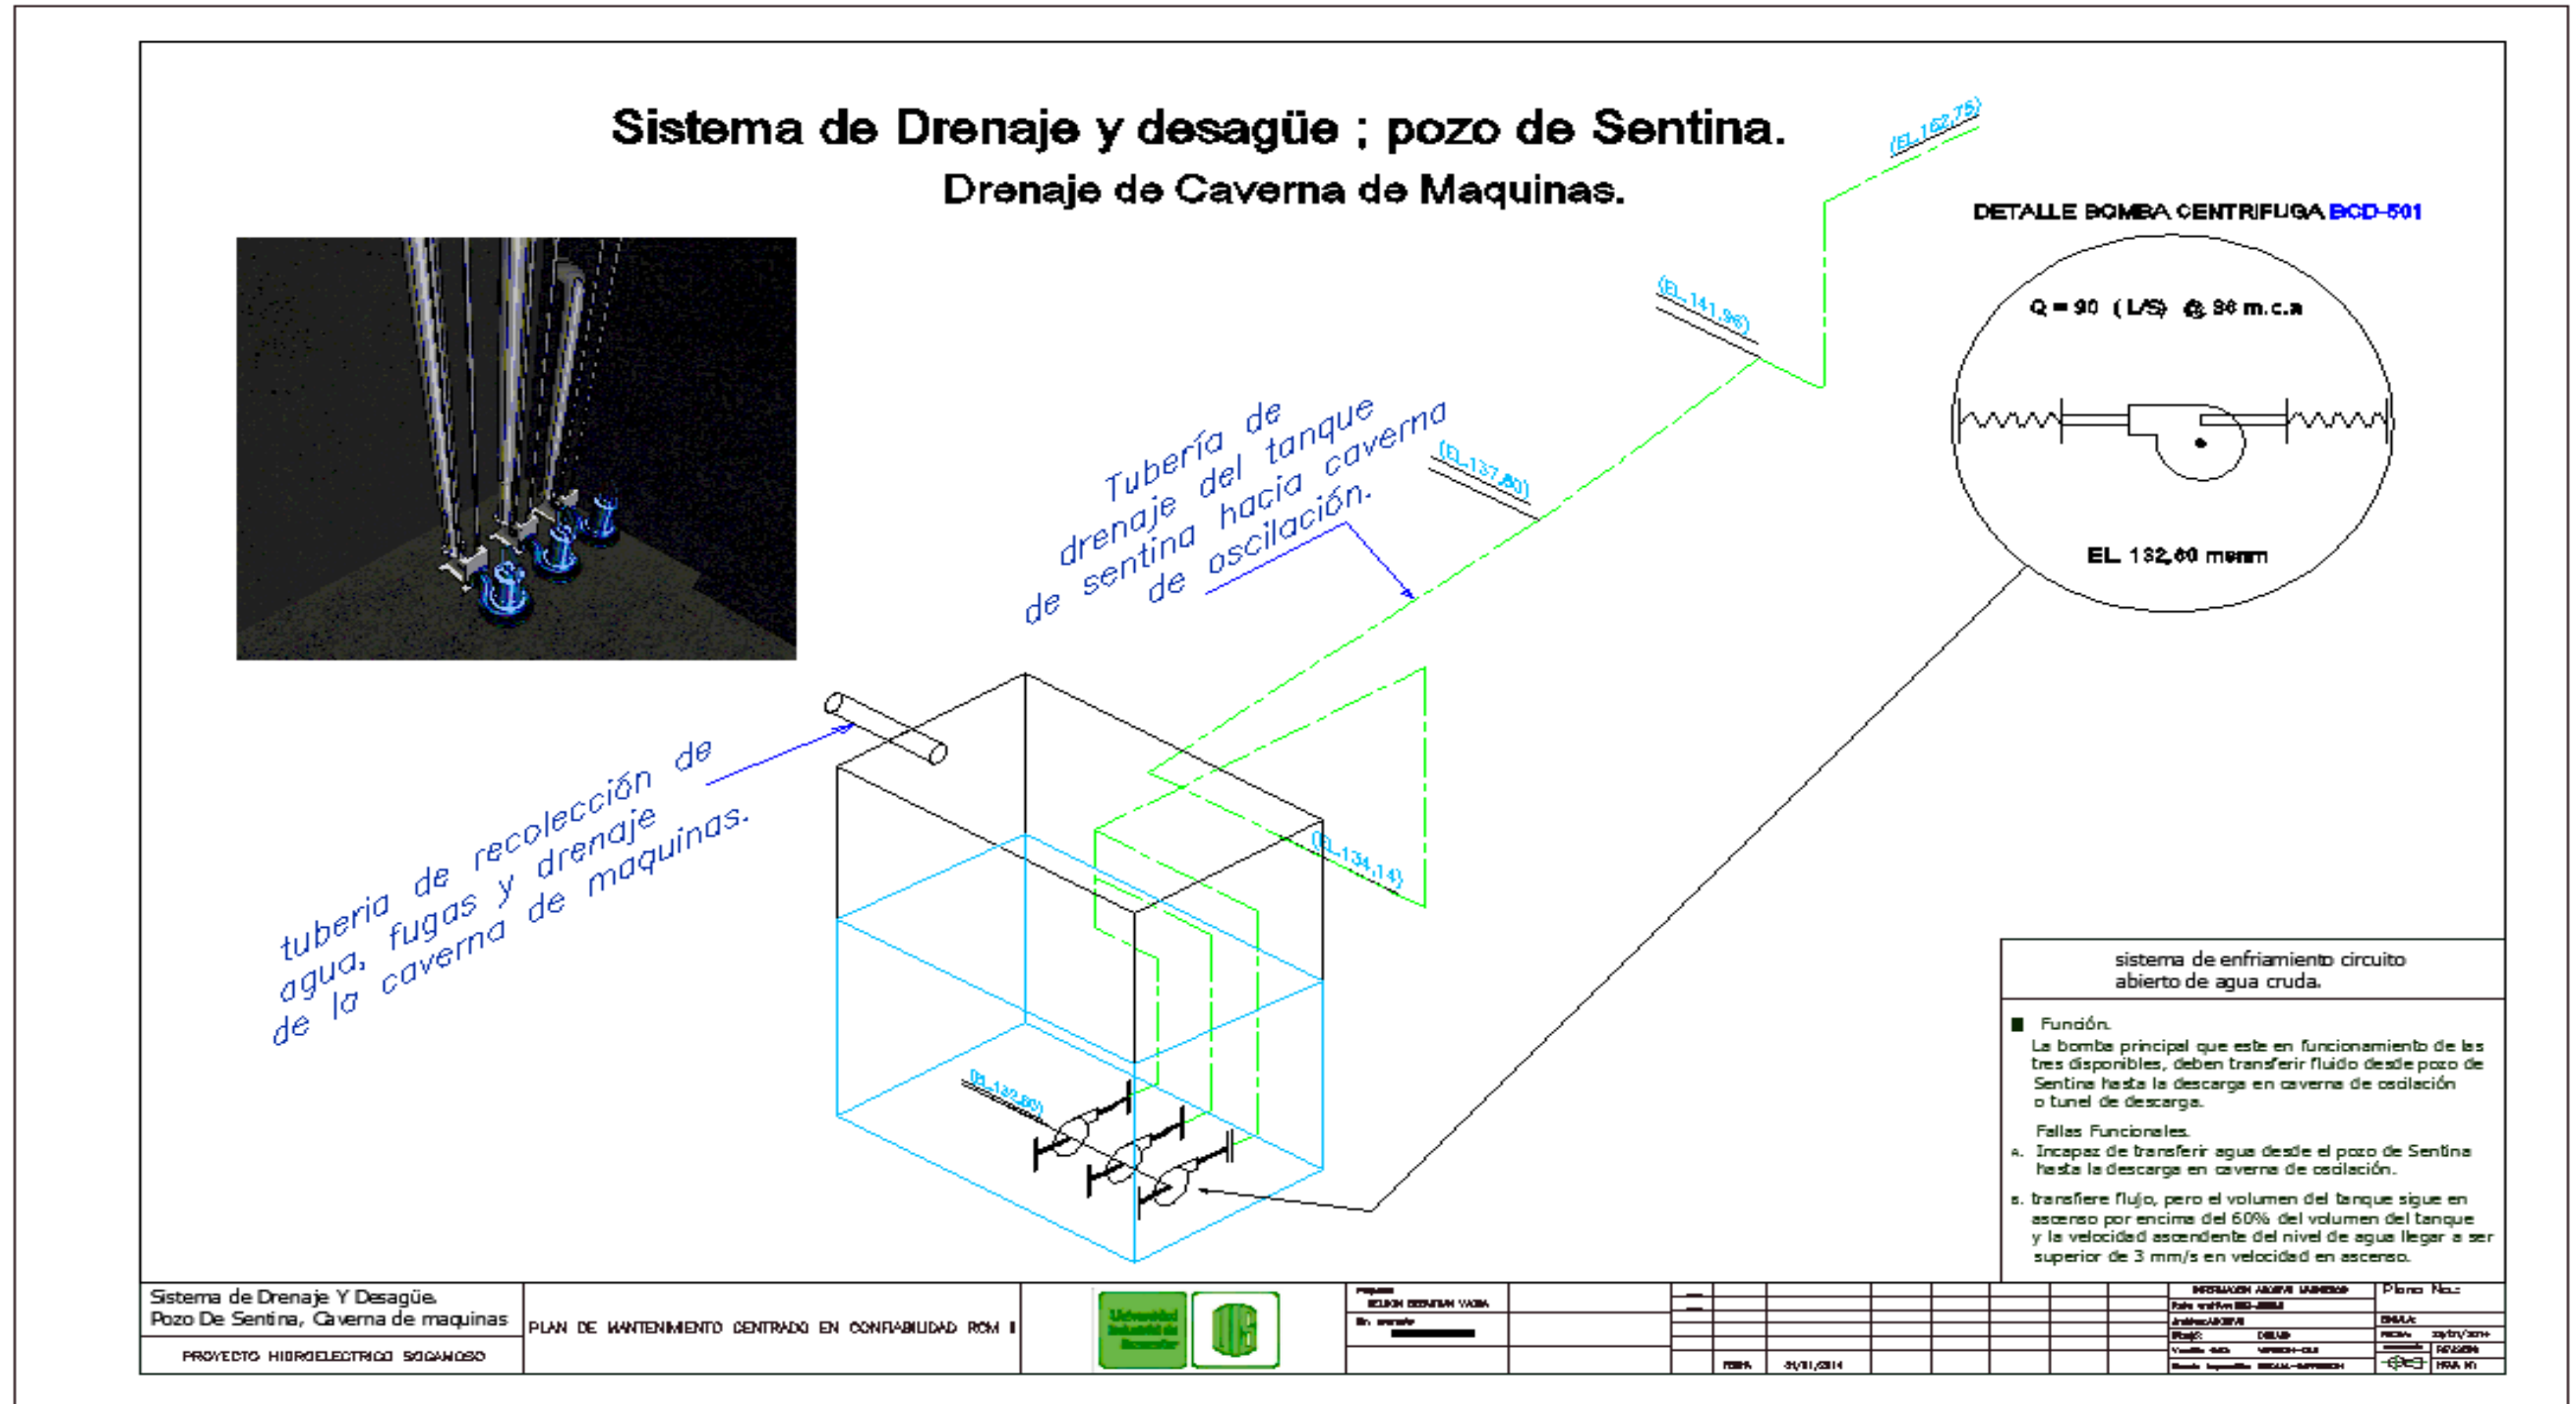 Sistema de Drenaje y desagüe ; pozo de Sentina.
Drenaje de Caverna de Maquinas.
(EL.162,75)
DETALLE BOMBA CENTRIFUGA BCD-501
(EL.141,96)
Q = 90 (L/S) @ 36 m.c.a
EL. 132,60 msnm
Tubería de
drenaje del tanque
de sentina hacia caverna
de oscilación.
(EL.137,80)
tuberia de recolección de
agua, fugas y drenaje
de la caverna de maquinas.
(EL.134,14)
sistema de enfriamiento circuito
abierto de agua cruda.
Función.
La bomba principal que este en funcionamiento de las
tres disponibles, deben transferir fluido desde pozo de
Sentina hasta la descarga en caverna de oscilación
o tunel de descarga.
Fallas Funcionales.
A. Incapaz de transferir agua desde el pozo de Sentina
hasta la descarga en caverna de oscilación.
B. transfiere flujo, pero el volumen del tanque sigue en
ascenso por encima del 60% del volumen del tanque
y la velocidad ascendente del nivel de agua llegar a ser
superior de 3 mm/s en velocidad en ascenso.
Sistema de Drenaje Y Desagüe.
Pozo De Sentina, Caverna de maquinas
PROYECTO HIDROELECTRICO SOGAMOSO
PLAN DE MANTENIMIENTO CENTRADO EN CONFIABILIDAD RCM II
Universidad
Industrial de
Santander
UIS
Plano No.: